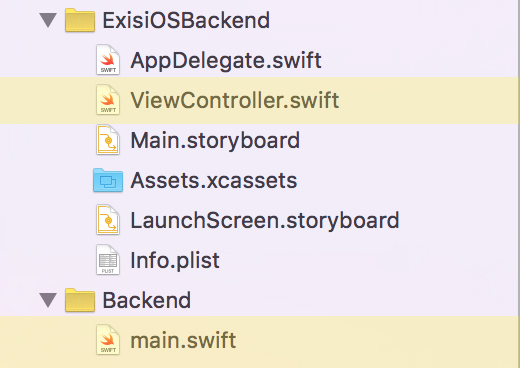 ExisiOSBackend
AppDelegate.swift
ViewController.swift
Main.storyboard
Assets.xcassets
LaunchScreen.storyboard
Info.plist
Backend
main.swift